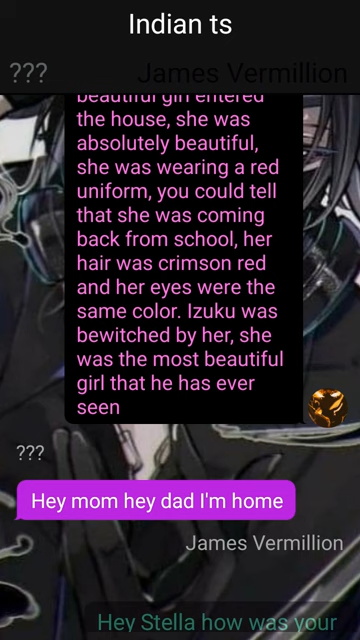 Indian ts
??? James Vermillion
beautiful girl entered
the house, she was
absolutely beautiful,
she was wearing a red
uniform, you could tell
that she was coming
back from school, her
hair was crimson red
and her eyes were the
same color. Izuku was
bewitched by her, she
was the most beautiful
girl that he has ever
seen
???
Hey mom hey dad I'm home
James Vermillion
Hey Stella how was your